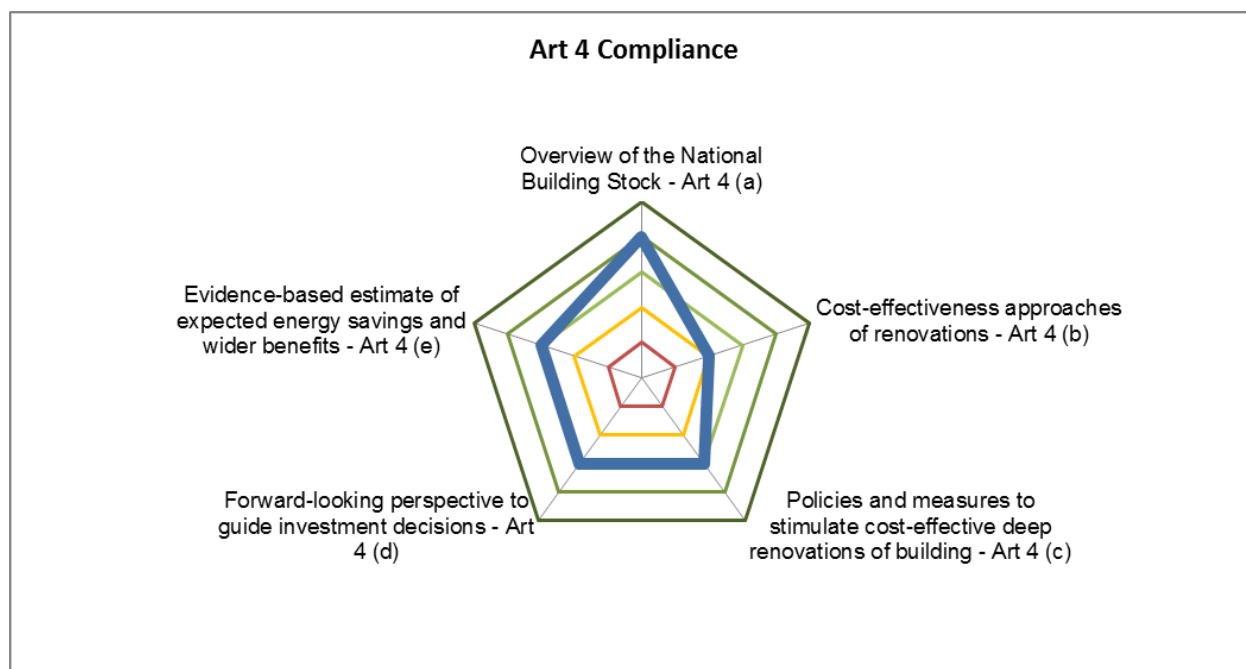 Art 4 Compliance
Overview of the National
Building Stock - Art 4 (a)
Cost-effectiveness approaches
of renovations - Art 4 (b)
Policies and measures to
stimulate cost-effective deep
renovations of building - Art 4 (c)
Forward-looking perspective to
guide investment decisions - Art
4 (d)
Evidence-based estimate of
expected energy savings and
wider benefits - Art 4 (e)